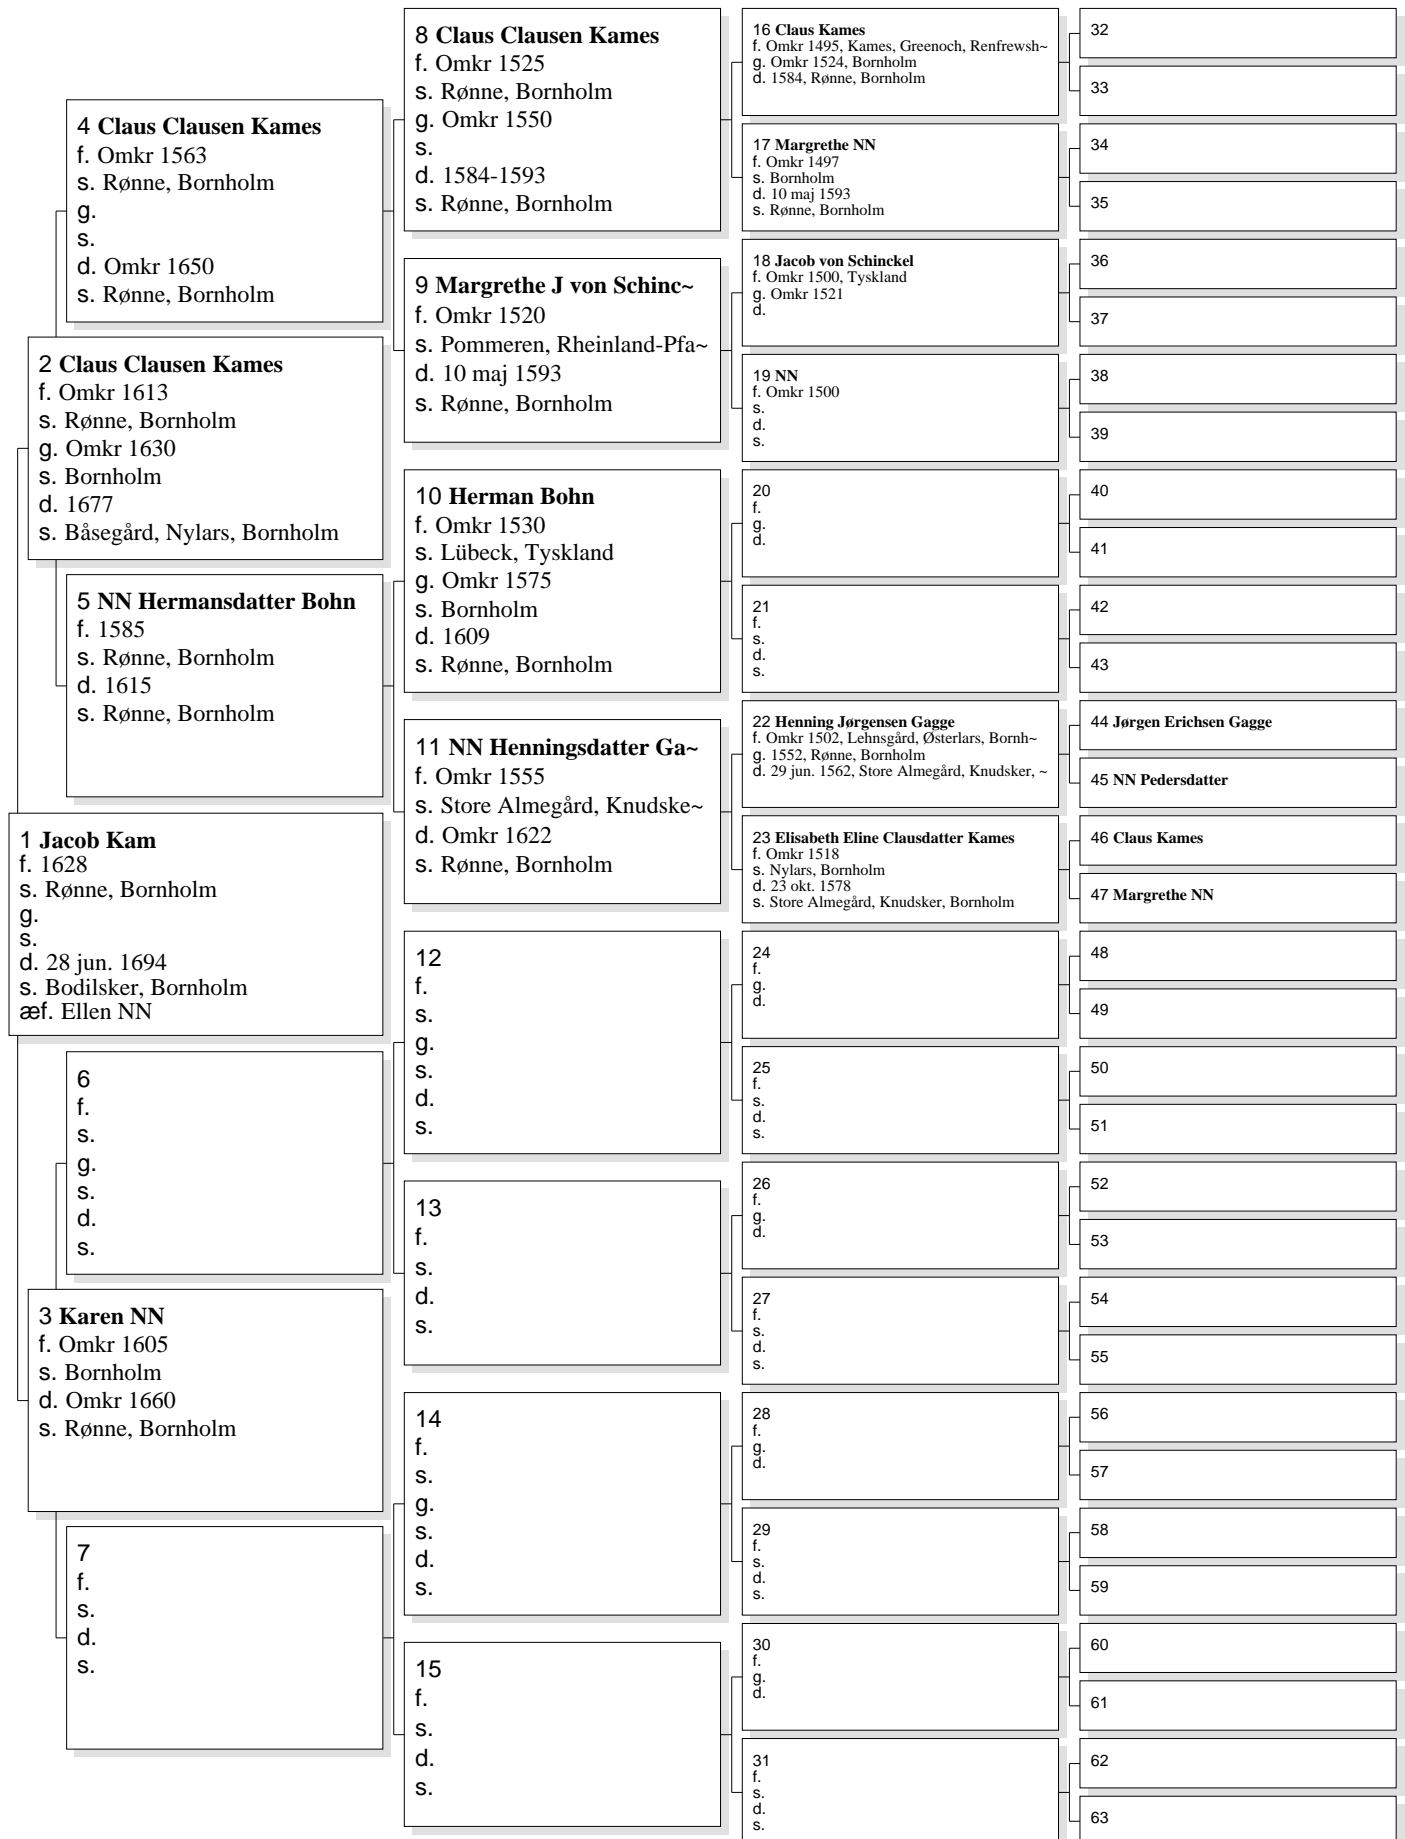 1 Jacob Kam
f. 1628
s. Rønne, Bornholm
g.
s.
d. 28 jun. 1694
s. Bodilsker, Bornholm
æf. Ellen NN
2 Claus Clausen Kames
f. Omkr 1613
s. Rønne, Bornholm
g. Omkr 1630
s. Bornholm
d. 1677
s. Båsegård, Nylars, Bornholm
3 Karen NN
f. Omkr 1605
s. Bornholm
d. Omkr 1660
s. Rønne, Bornholm
4 Claus Clausen Kames
f. Omkr 1563
s. Rønne, Bornholm
g.
s.
d. Omkr 1650
s. Rønne, Bornholm
5 NN Hermansdatter Bohn
f. 1585
s. Rønne, Bornholm
d. 1615
s. Rønne, Bornholm
6
f.
s.
g.
s.
d.
s.
7
f.
s.
d.
s.
8 Claus Clausen Kames
f. Omkr 1525
s. Rønne, Bornholm
g. Omkr 1550
s.
d. 1584-1593
s. Rønne, Bornholm
9 Margrethe J von Schinc~
f. Omkr 1520
s. Pommeren, Rheinland-Pfa~
d. 10 maj 1593
s. Rønne, Bornholm
10 Herman Bohn
f. Omkr 1530
s. Lübeck, Tyskland
g. Omkr 1575
s. Bornholm
d. 1609
s. Rønne, Bornholm
11 NN Henningsdatter Ga~
f. Omkr 1555
s. Store Almegård, Knudske~
d. Omkr 1622
s. Rønne, Bornholm
12
f.
s.
g.
s.
d.
s.
13
f.
s.
d.
s.
14
f.
s.
g.
s.
d.
s.
15
f.
s.
d.
s.
16 Claus Kames
f. Omkr 1495, Kames, Greenoch, Renfrewsh~
g. Omkr 1524, Bornholm
d. 1584, Rønne, Bornholm
17 Margrethe NN
f. Omkr 1497
s. Bornholm
d. 10 maj 1593
s. Rønne, Bornholm
18 Jacob von Schinckel
f. Omkr 1500, Tyskland
g. Omkr 1521
d.
19 NN
f. Omkr 1500
s.
d.
s.
20
f.
g.
d.
21
f.
s.
d.
s.
22 Henning Jørgensen Gagge
f. Omkr 1502, Lehnsgård, Østerlars, Bornh~
g. 1552, Rønne, Bornholm
d. 29 jun. 1562, Store Almegård, Knudsker, ~
23 Elisabeth Eline Clausdatter Kames
f. Omkr 1518
s. Nylars, Bornholm
d. 23 okt. 1578
s. Store Almegård, Knudsker, Bornholm
24
f.
g.
d.
25
f.
s.
d.
s.
26
f.
g.
d.
27
f.
s.
d.
s.
28
f.
g.
d.
29
f.
s.
d.
s.
30
f.
g.
d.
31
f.
s.
d.
s.
32
33
34
35
36
37
38
39
40
41
42
43
44 Jørgen Erichsen Gagge
45 NN Pedersdatter
46 Claus Kames
47 Margrethe NN
48
49
50
51
52
53
54
55
56
57
58
59
60
61
62
63